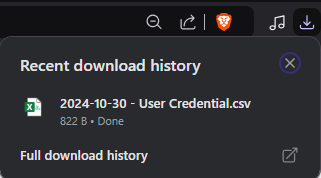 Recent download history
2024-10-30 - User Credential.csv
822 B • Done
Full download history